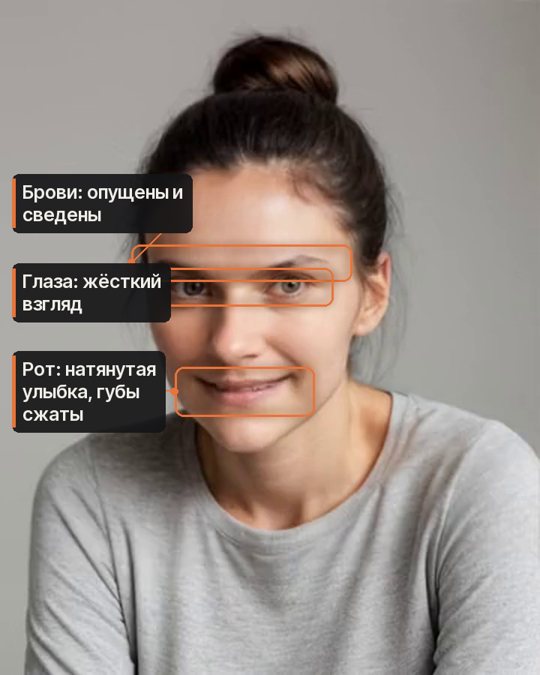 Брови: опущены и
сведены
Глаза: жёсткий
взгляд
Рот: натянутая
улыбка, губы
сжаты